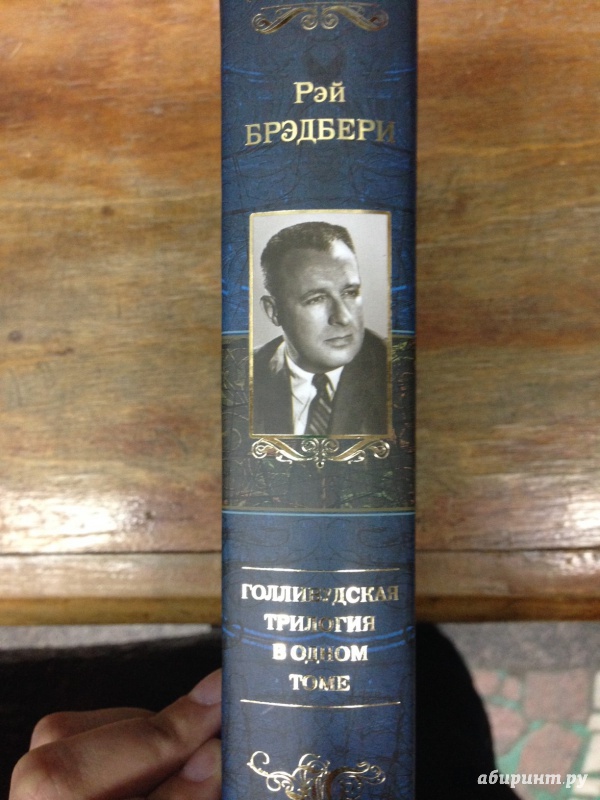 Рэй
БРЭДБЕРИ
ГОЛЛИВУДСКАЯ
ТРИЛОГИЯ
В ОДНОМ
ТОМЕ
абиринт.ру